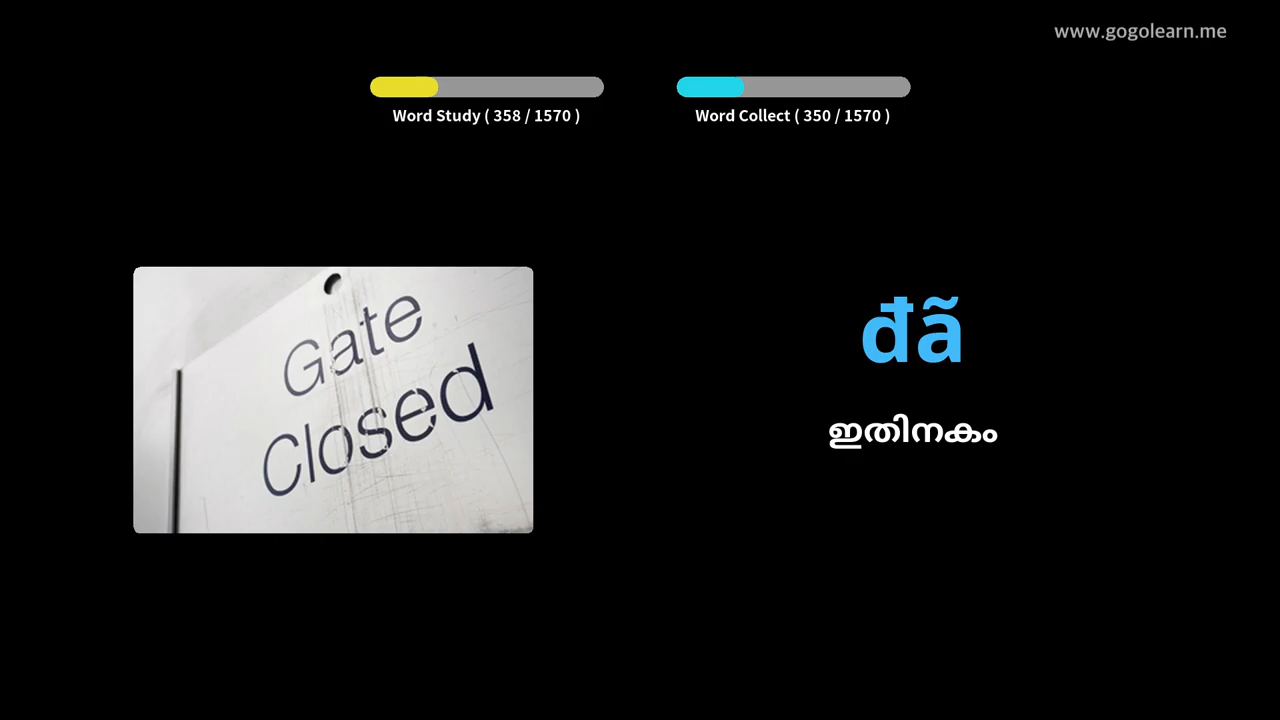 www.gogolearn.me
Word Study ( 358 / 1570 )
Word Collect ( 350 / 1570 )
Gate
Closed
đã
ഇതിനകം